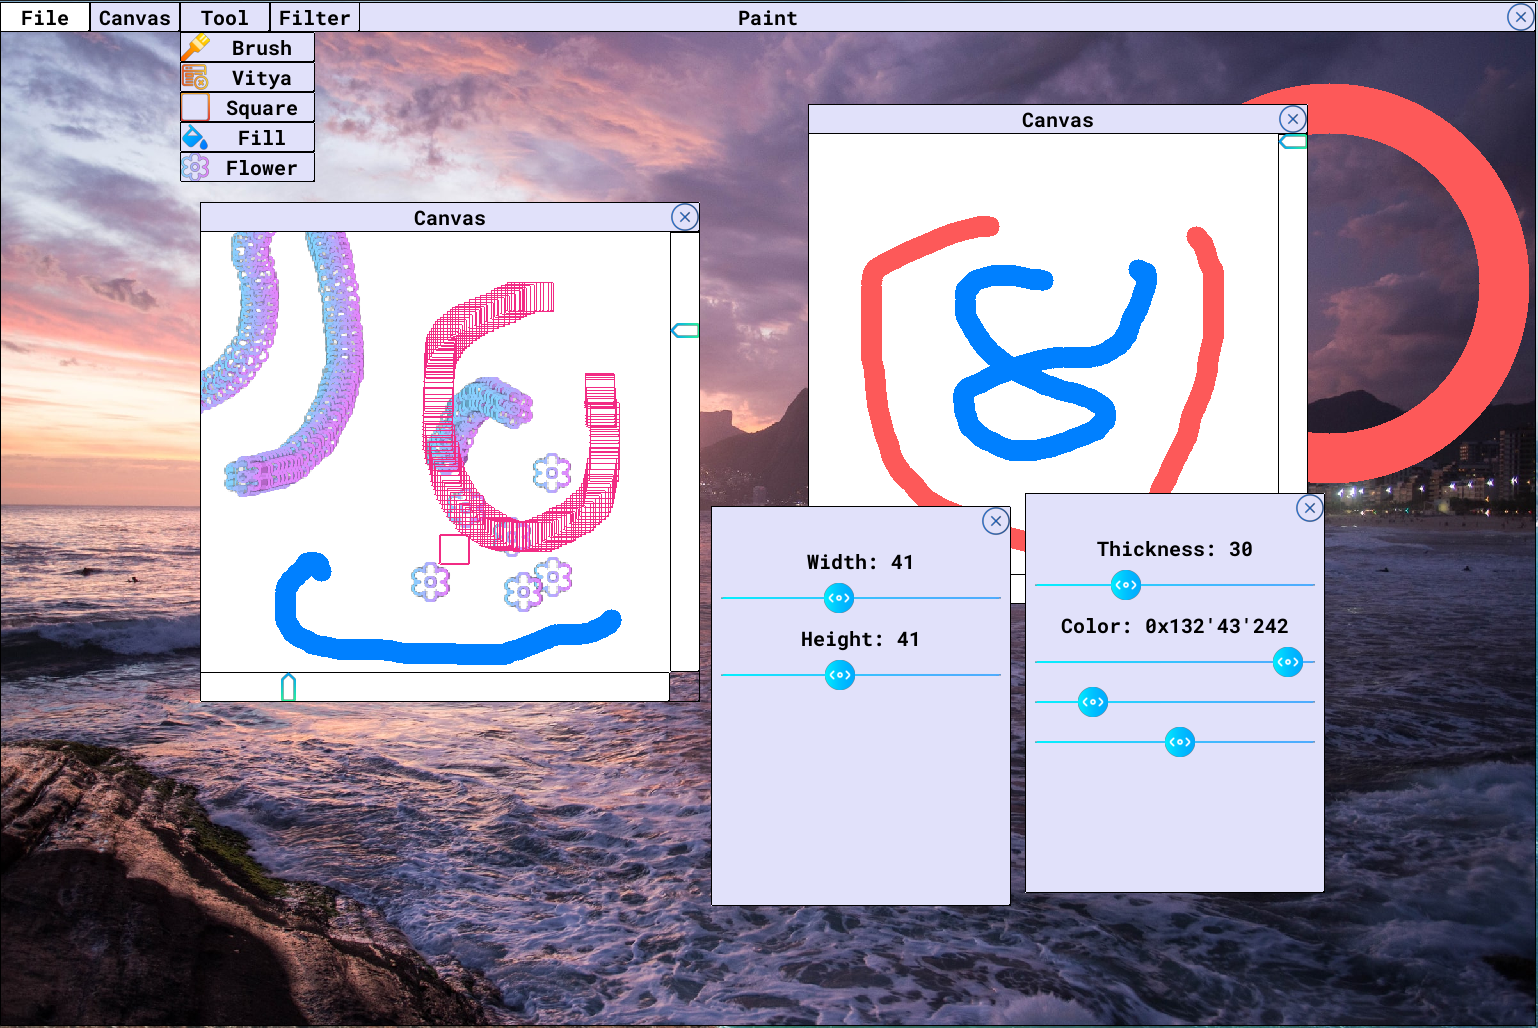 File Canvas Tool Filter Paint
Brush
Vitya
Square
Fill
Flower
Canvas
Canvas
Width: 41
Height: 41
Thickness: 30
Color: 0x132'43'242